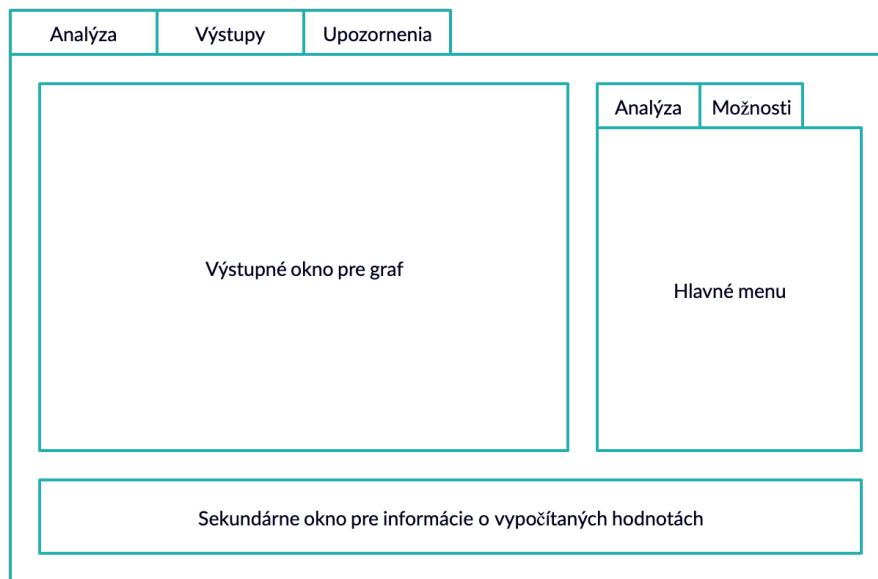 Analýza
Výstupy
Upozornenia
Analýza
Možnosti
Výstupné okno pre graf
Hlavné menu
Sekundárne okno pre informácie o vypočítaných hodnotách